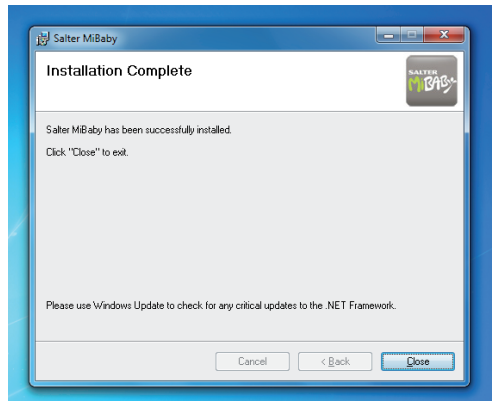 Salter MiBaby
Installation Complete
SALTER
MiBABY
Salter MiBaby has been successfully installed.
Click "Close" to exit.
Please use Windows Update to check for any critical updates to the .NET Framework.
Cancel
< Back
Close